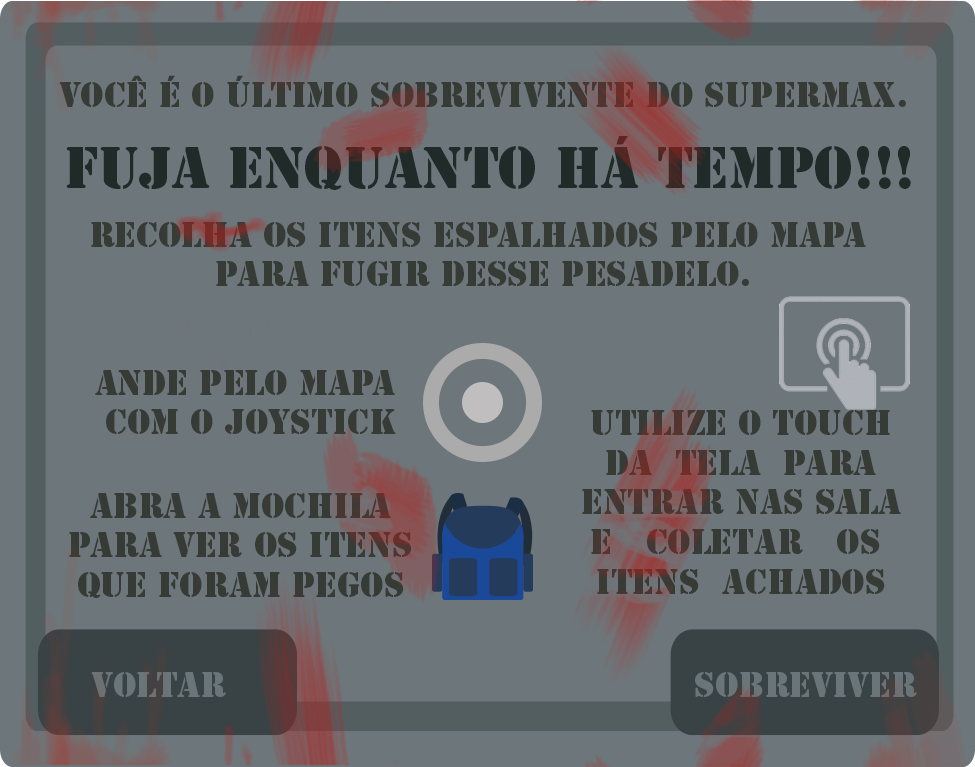 VOCÊ É O ÚLTIMO SOBREVIVENTE DO SUPERMAX.
FUJA ENQUANTO HÁ TEMPO!!!
RECOLHA OS ITENS ESPALHADOS PELO MAPA
PARA FUGIR DESSE PESADELO.
ANDE PELO MAPA
COM O JOYSTICK
ABRA A MOCHILA
PARA VER OS ITENS
QUE FORAM PEGOS
UTILIZE O TOUCH
DA TELA PARA
ENTRAR NAS SALA
E COLETAR OS
ITENS ACHADOS
VOLTAR
SOBREVIVER